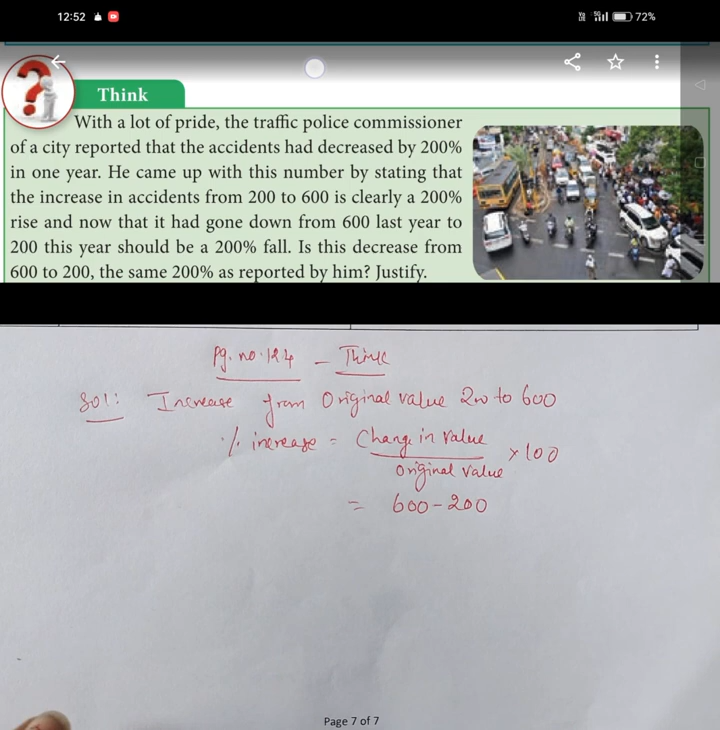 12:52
72%
Think
With a lot of pride, the traffic police commissioner
of a city reported that the accidents had decreased by 200%
in one year. He came up with this number by stating that
the increase in accidents from 200 to 600 is clearly a 200%
rise and now that it had gone down from 600 last year to
200 this year should be a 200% fall. Is this decrease from
600 to 200, the same 200% as reported by him? Justify.
Pg. no. 124 – Think
Sol: Increase from Original value 200 to 600
% increase = Change in value
× 100
Original value
= 600 – 200
Page 7 of 7